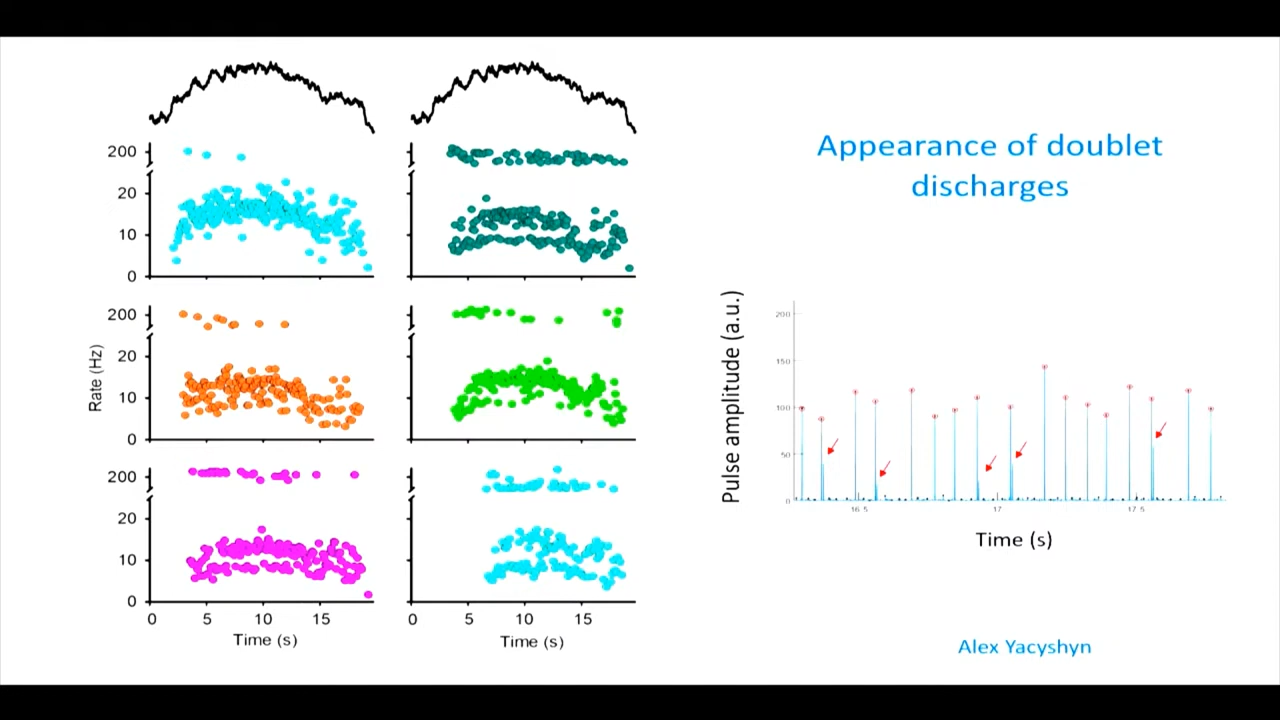 Appearance of doublet
discharges
200
20
10
0
200
20
10
0
Rate (Hz)
200
20
10
0
0 5 10 15
Time (s)
0 5 10 15
Time (s)
Pulse amplitude (a.u.)
200
150
100
50
0
16.5 17 17.5
Time (s)
Alex Yacyshyn